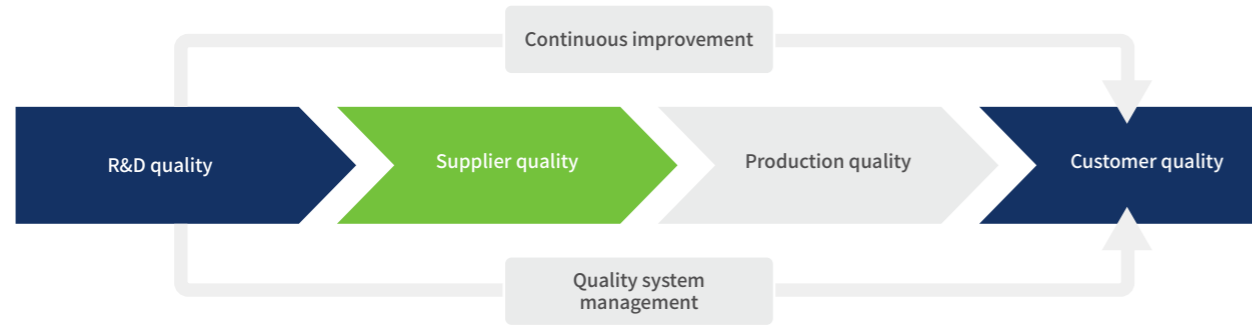 Continuous improvement
R&D quality
Supplier quality
Production quality
Customer quality
Quality system
management